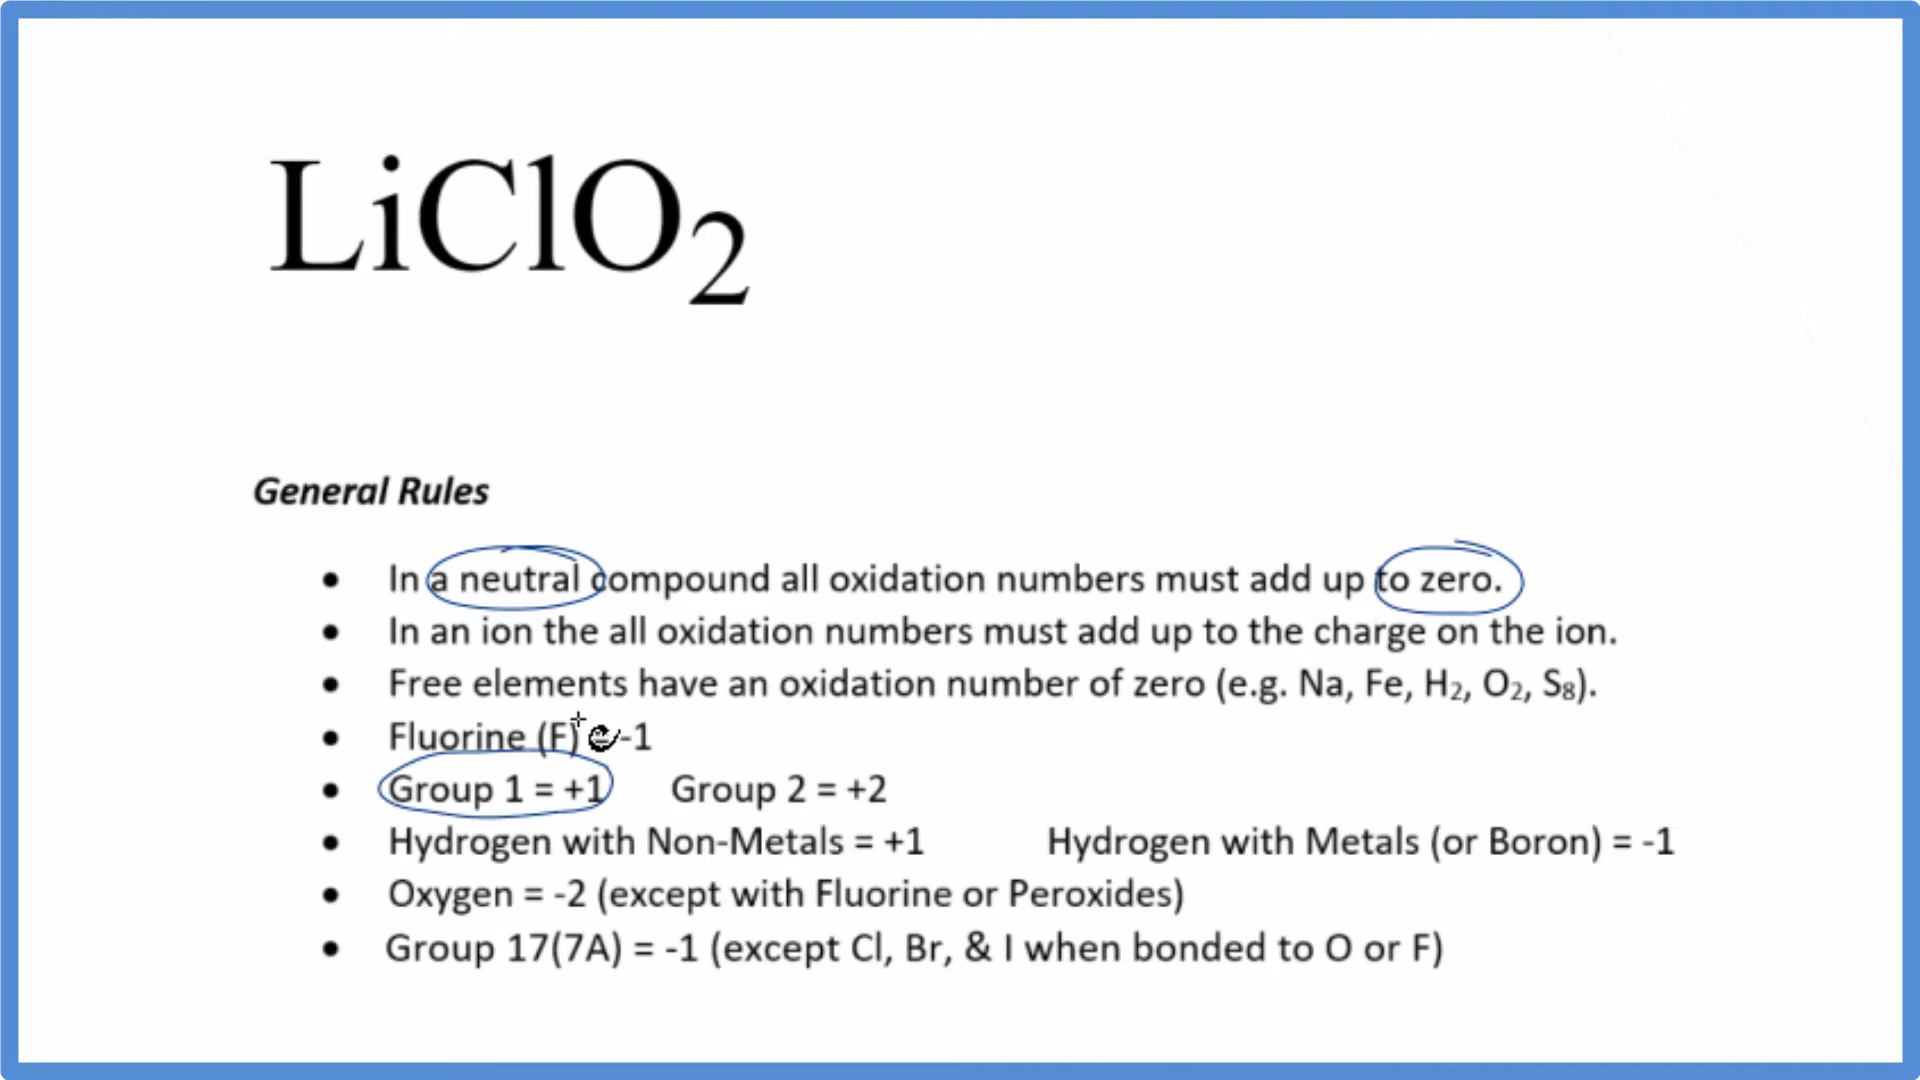 LiClO₂
General Rules
• In a neutral compound all oxidation numbers must add up to zero.
• In an ion the all oxidation numbers must add up to the charge on the ion.
• Free elements have an oxidation number of zero (e.g. Na, Fe, H₂, O₂, S₈).
• Fluorine (F) -1
• Group 1 = +1 Group 2 = +2
• Hydrogen with Non-Metals = +1 Hydrogen with Metals (or Boron) = -1
• Oxygen = -2 (except with Fluorine or Peroxides)
• Group 17(7A) = -1 (except Cl, Br, & I when bonded to O or F)